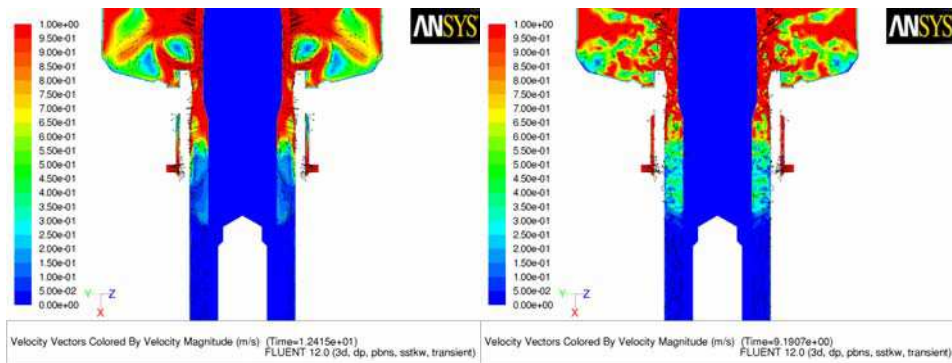 1.00e+00
9.50e-01
9.00e-01
8.50e-01
8.00e-01
7.50e-01
7.00e-01
6.50e-01
6.00e-01
5.50e-01
5.00e-01
4.50e-01
4.00e-01
3.50e-01
3.00e-01
2.50e-01
2.00e-01
1.50e-01
1.00e-01
5.00e-02
0.00e+00
ANSYS
Y Z
X
Velocity Vectors Colored By Velocity Magnitude (m/s) (Time=1.2415e+01)
FLUENT 12.0 (3d, dp, pbns, sstkw, transient)
1.00e+00
9.50e-01
9.00e-01
8.50e-01
8.00e-01
7.50e-01
7.00e-01
6.50e-01
6.00e-01
5.50e-01
5.00e-01
4.50e-01
4.00e-01
3.50e-01
3.00e-01
2.50e-01
2.00e-01
1.50e-01
1.00e-01
5.00e-02
0.00e+00
ANSYS
Y Z
X
Velocity Vectors Colored By Velocity Magnitude (m/s) (Time=9.1907e+00)
FLUENT 12.0 (3d, dp, pbns, sstkw, transient)